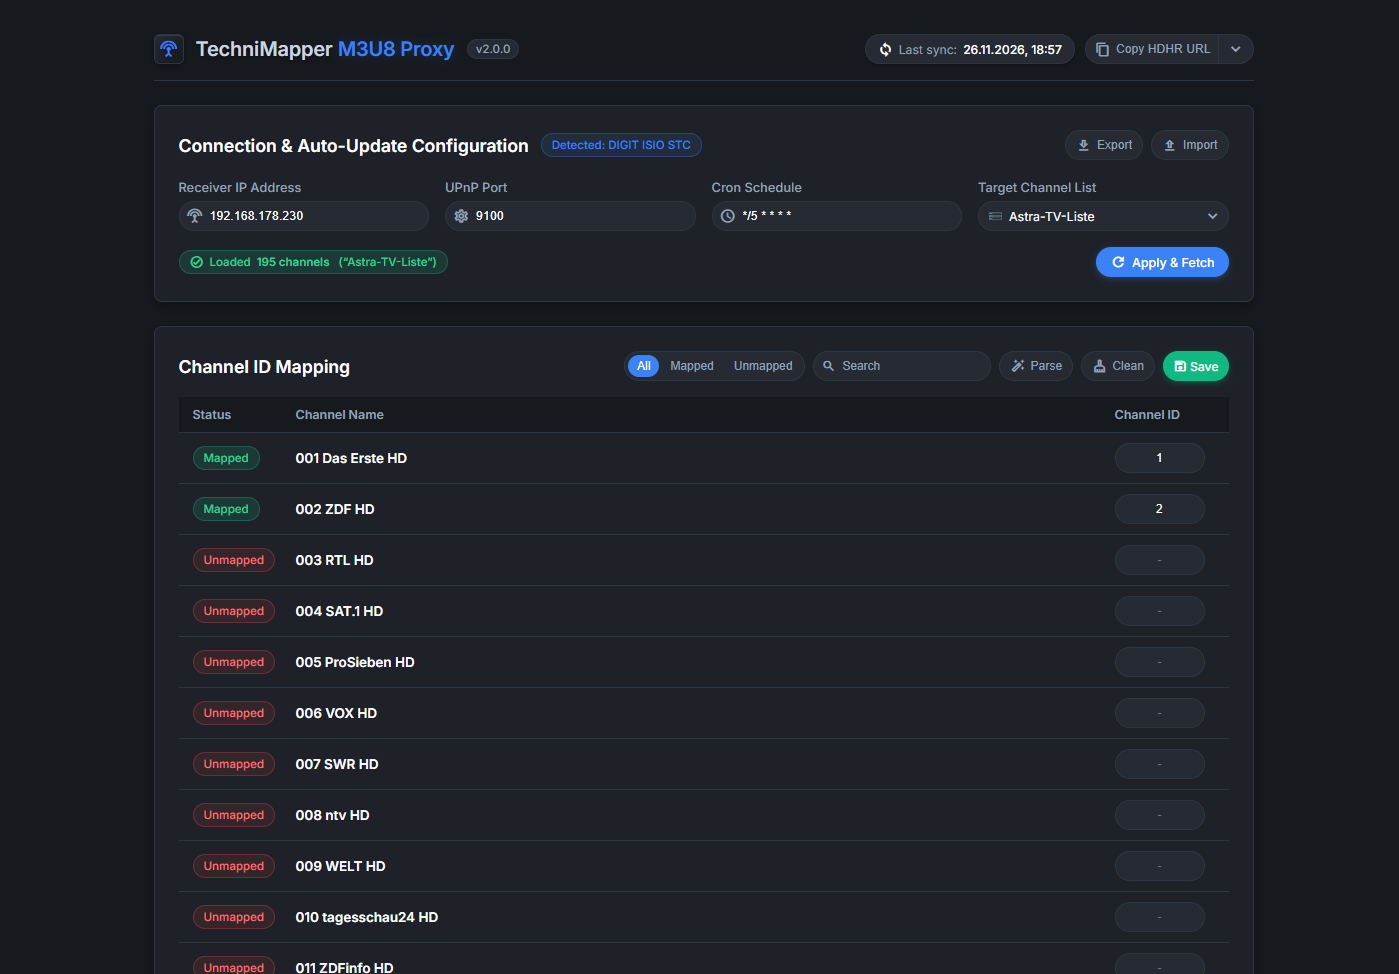 TechniMapper M3U8 Proxy v2.0.0 Last sync: 26.11.2026, 18:57 Copy HDHR URL
Connection & Auto-Update Configuration Detected: DIGIT ISIO STC Export Import
Receiver IP Address UPnP Port Cron Schedule Target Channel List
192.168.178.230 9100 */5 * * * * Astra-TV-Liste
Loaded 195 channels ("Astra-TV-Liste") Apply & Fetch
Channel ID Mapping All Mapped Unmapped Search Parse Clean Save
Status Channel Name Channel ID
Mapped 001 Das Erste HD 1
Mapped 002 ZDF HD 2
Unmapped 003 RTL HD -
Unmapped 004 SAT.1 HD -
Unmapped 005 ProSieben HD -
Unmapped 006 VOX HD -
Unmapped 007 SWR HD -
Unmapped 008 ntv HD -
Unmapped 009 WELT HD -
Unmapped 010 tagesschau24 HD -
Unmapped 011 ZDFinfo HD -